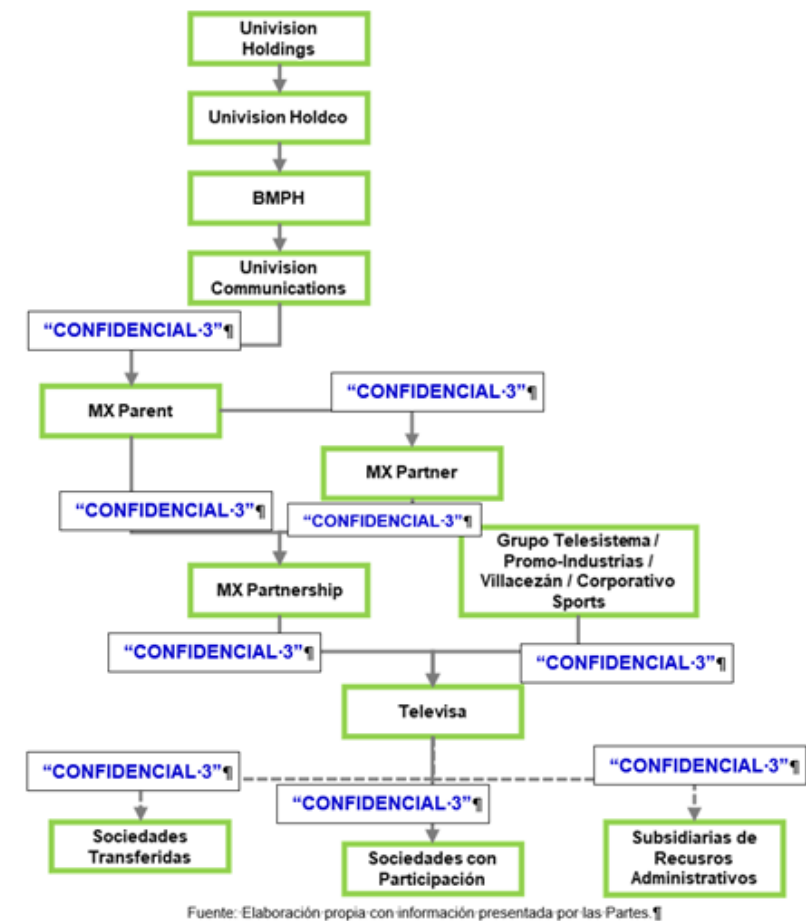 Univision
Holdings
Univision Holdco
BMPH
Univision
Communications
“CONFIDENCIAL·3”¶
MX Parent
“CONFIDENCIAL·3”¶
MX Partner
“CONFIDENCIAL·3”¶
“CONFIDENCIAL·3”¶
Grupo Telesistema /
Promo-Industrias /
Villacezán / Corporativo
Sports
MX Partnership
“CONFIDENCIAL·3”¶
“CONFIDENCIAL·3”¶
Televisa
“CONFIDENCIAL·3”¶
“CONFIDENCIAL·3”¶
“CONFIDENCIAL·3”¶
Sociedades
Transferidas
Sociedades con
Participación
Subsidiarias de
Recusros
Administrativos
Fuente:·Elaboración·propia·con·información·presentada·por·las·Partes.¶